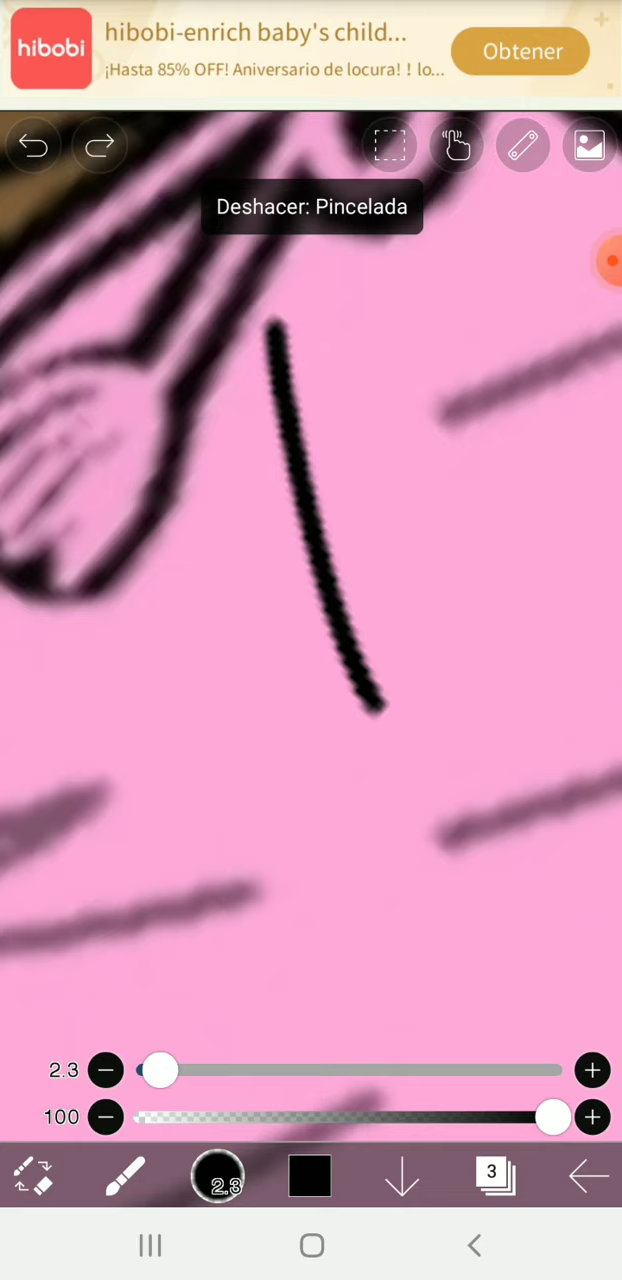 hibobi
hibobi-enrich baby's child...
¡Hasta 85% OFF! Aniversario de locura! ! lo...
Obtener
Deshacer: Pincelada
2.3
100
2.3
3